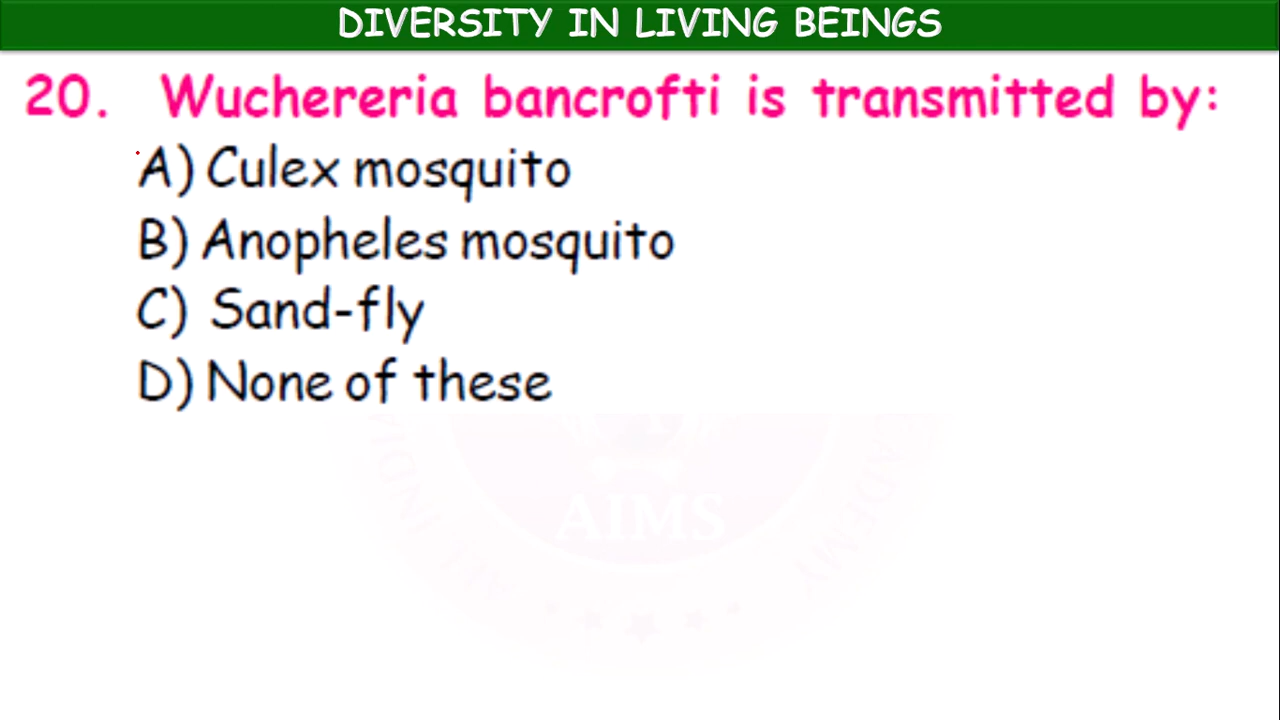 DIVERSITY IN LIVING BEINGS
20. Wuchereria bancrofti is transmitted by:
A) Culex mosquito
B) Anopheles mosquito
C) Sand-fly
D) None of these
AIMS